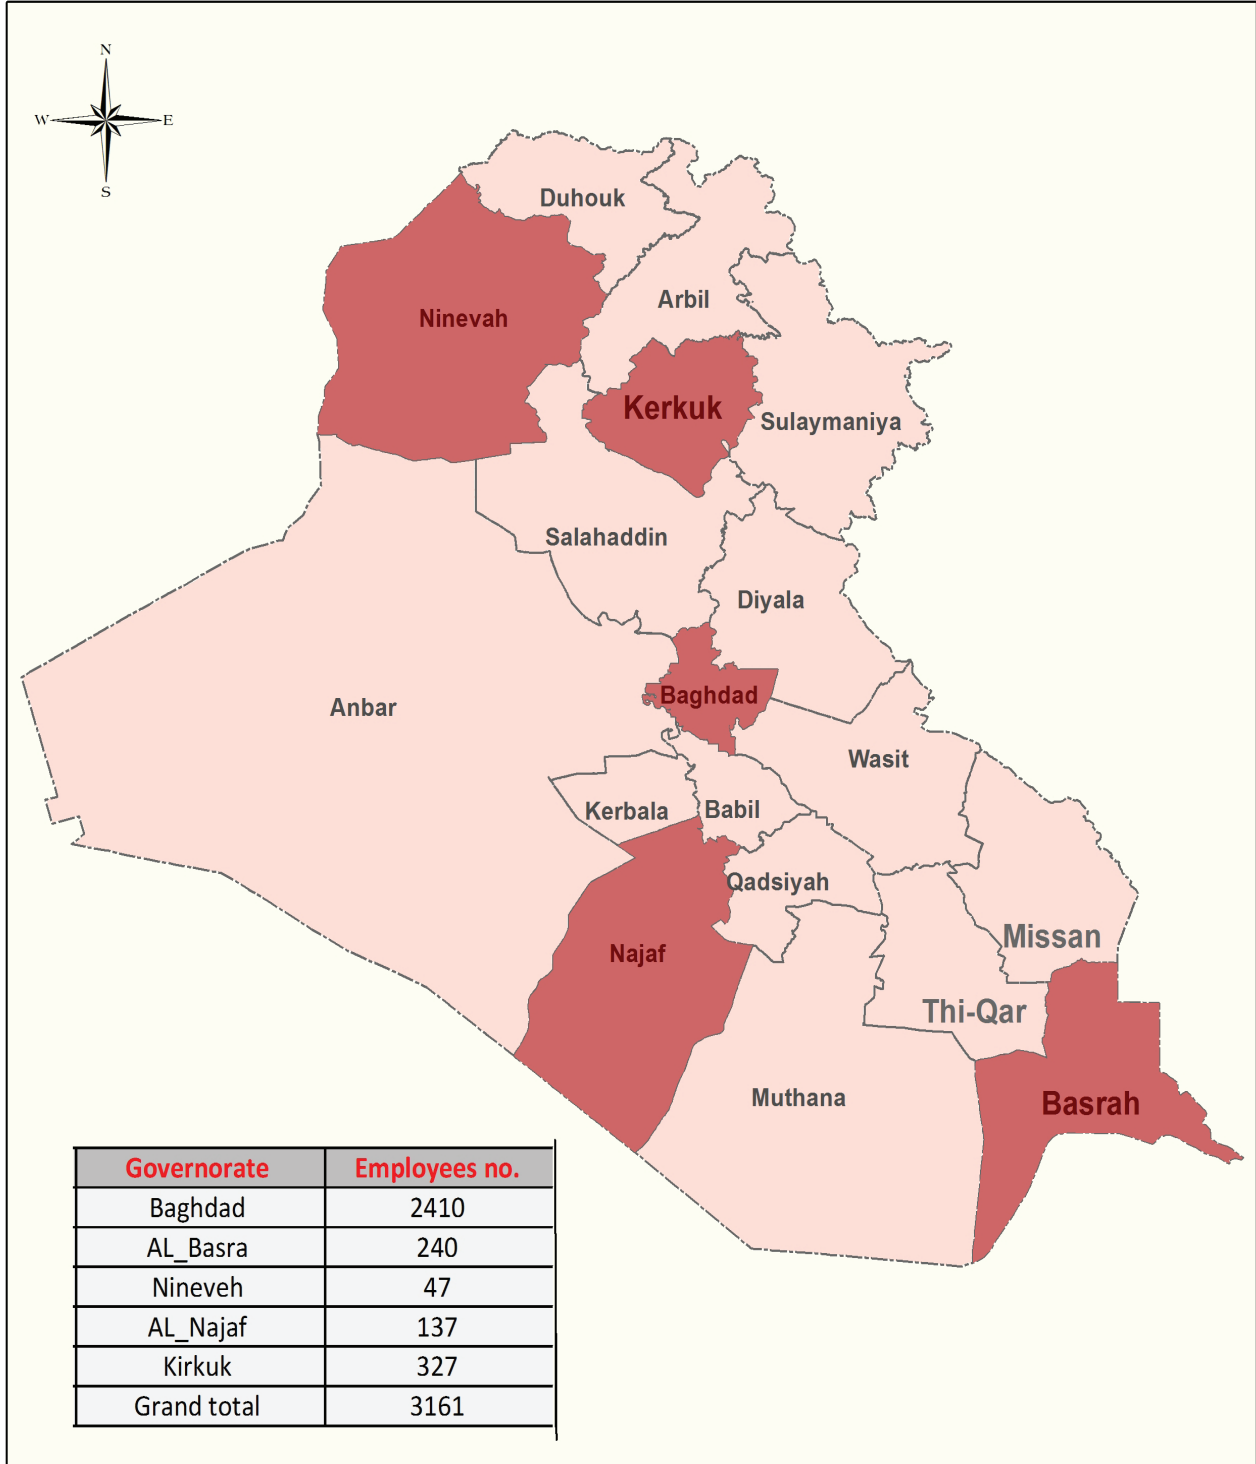 N
W E
S
Duhouk
Arbil
Ninevah
Kerkuk
Sulaymaniya
Salahaddin
Diyala
Baghdad
Anbar
Wasit
Kerbala
Babil
Qadsiyah
Missan
Najaf
Thi-Qar
Muthana
Basrah
Governorate Employees no.
Baghdad 2410
AL_Basra 240
Nineveh 47
AL_Najaf 137
Kirkuk 327
Grand total 3161